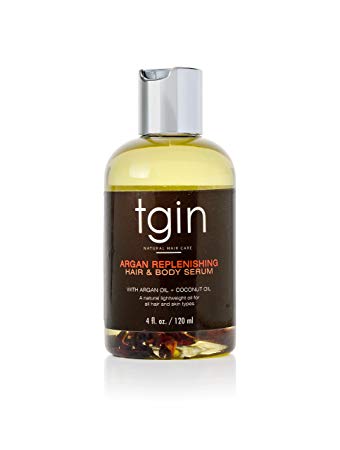 tgin
NATURAL HAIR CARE
ARGAN REPLENISHING
HAIR & BODY SERUM
WITH ARGAN OIL + COCONUT OIL
A natural lightweight oil for
all hair and skin types
4 fl. oz. / 120 ml